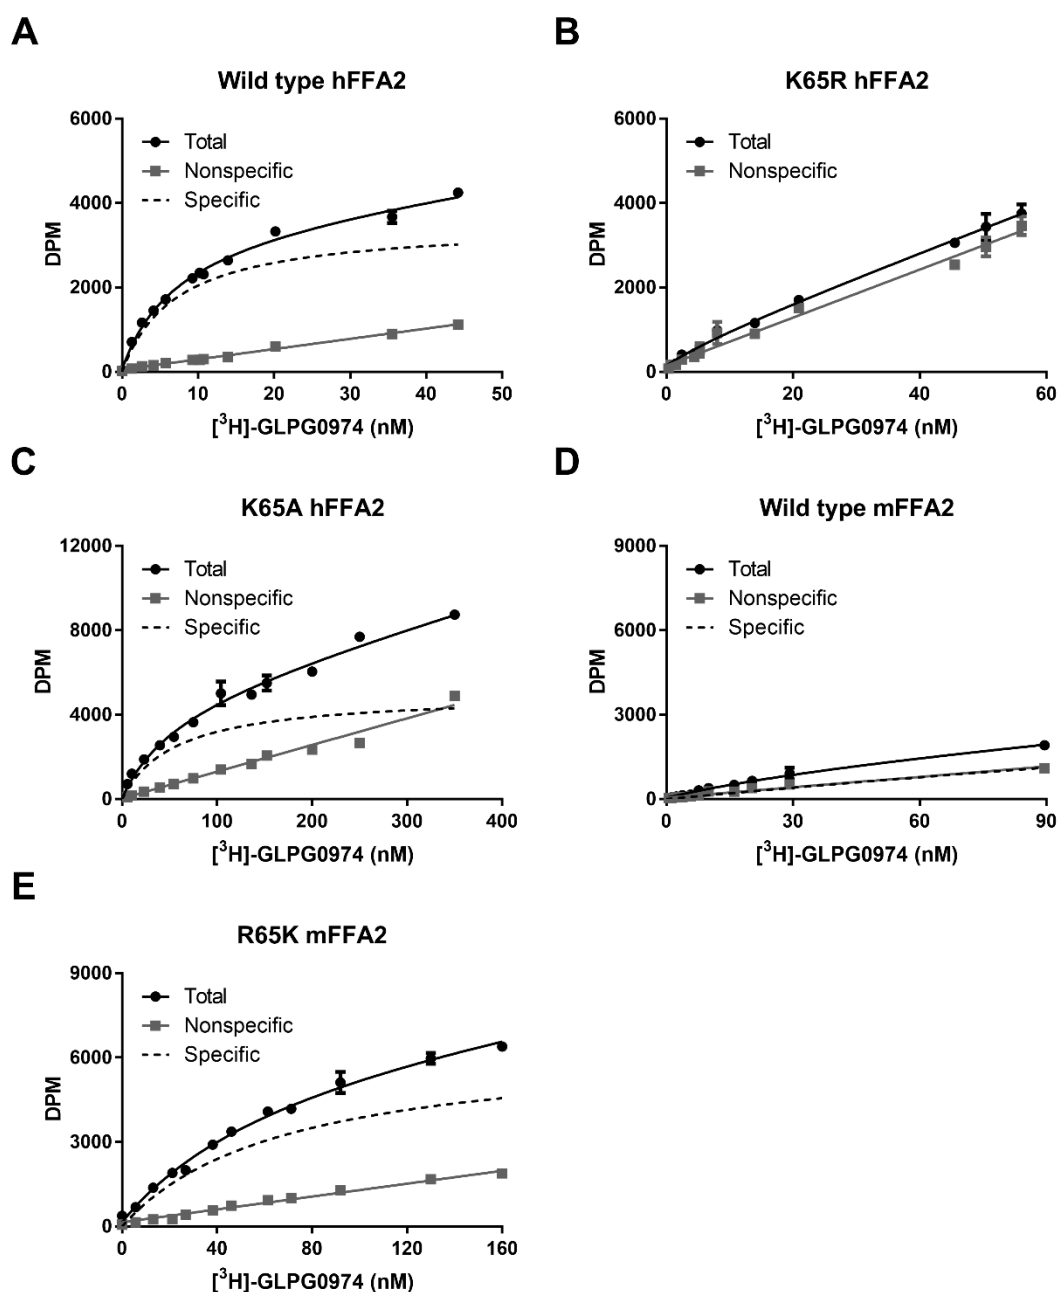 A
Wild type hFFA2
6000
4000
2000
0
DPM
Total
Nonspecific
Specific
0 10 20 30 40 50
[³H]-GLPG0974 (nM)
B
K65R hFFA2
6000
4000
2000
0
DPM
Total
Nonspecific
0 20 40 60
[³H]-GLPG0974 (nM)
C
K65A hFFA2
12000
8000
4000
0
DPM
Total
Nonspecific
Specific
0 100 200 300 400
[³H]-GLPG0974 (nM)
D
Wild type mFFA2
9000
6000
3000
0
DPM
Total
Nonspecific
Specific
0 30 60 90
[³H]-GLPG0974 (nM)
E
R65K mFFA2
9000
6000
3000
0
DPM
Total
Nonspecific
Specific
0 40 80 120 160
[³H]-GLPG0974 (nM)